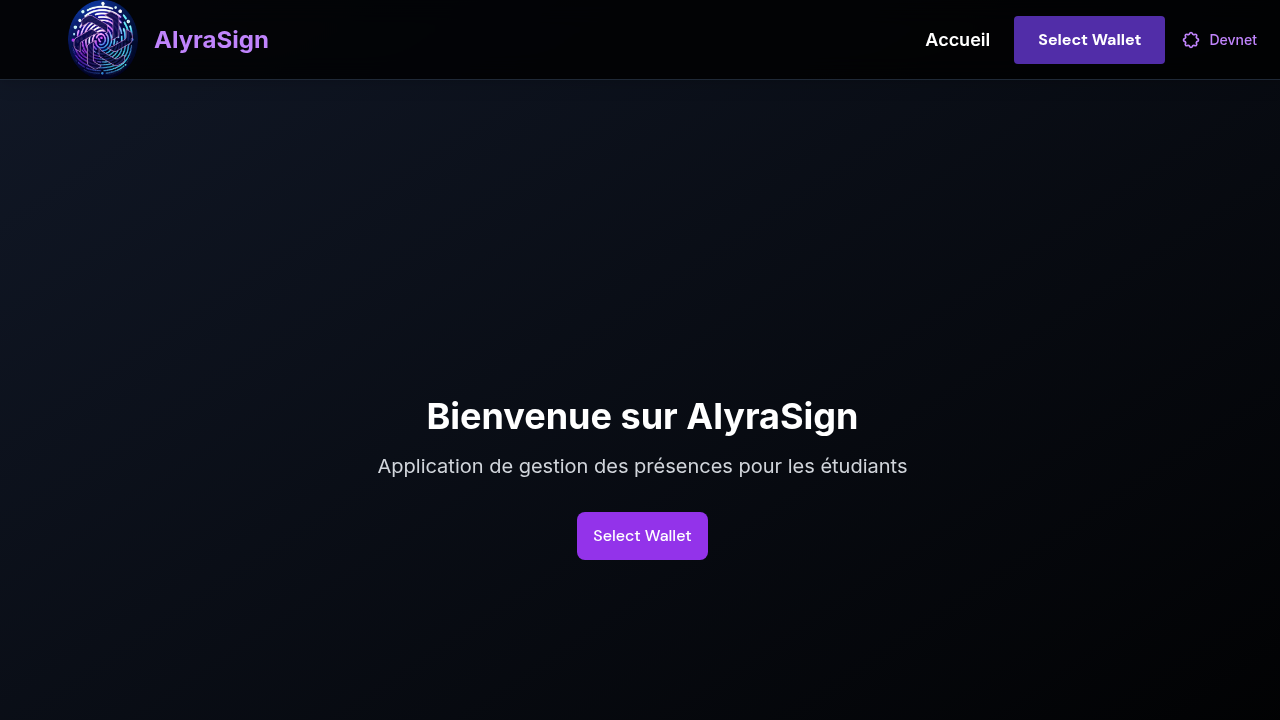 AlyraSign
Accueil
Select Wallet
Devnet
Bienvenue sur AlyraSign
Application de gestion des présences pour les étudiants
Select Wallet